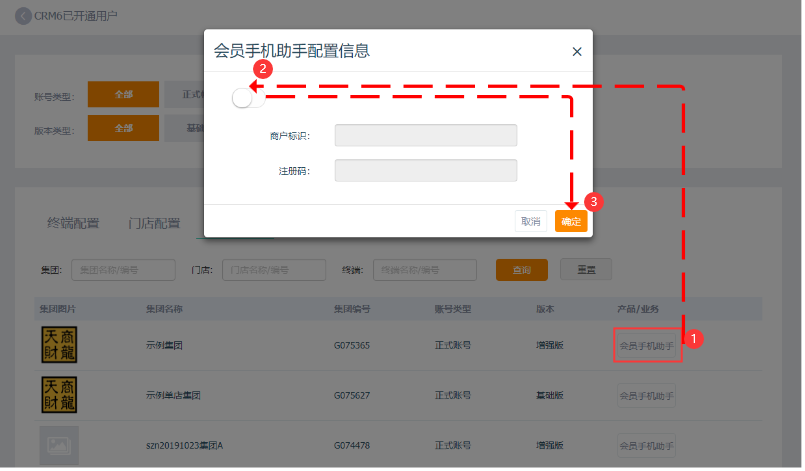 CRM6已开通用户
会员手机助手配置信息
×
2
账号类型：
全部
正式
版本类型：
全部
基础
商户标识：
注册码：
取消
确定
3
终端配置
门店配置
集团：
集团名称/编号
门店：
门店名称/编号
终端：
终端名称/编号
查询
重置
集团图片 集团名称 集团编号 账号类型 版本 产品/业务
天商
财龍
示例集团 G075365 正式账号 增强版 会员手机助手
1
天商
财龍
示例单店集团 G075627 正式账号 基础版 会员手机助手
szn20191023集团A G074478 正式账号 增强版 会员手机助手